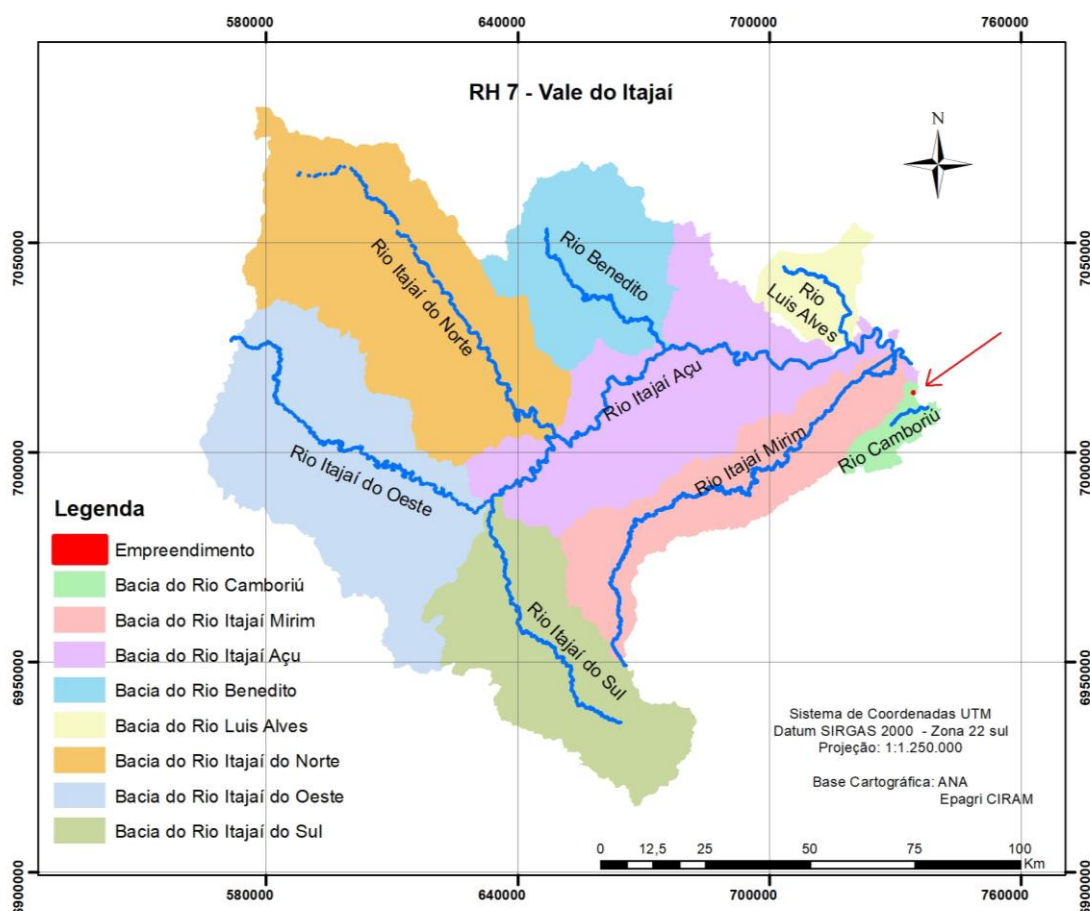 580000
640000
700000
760000
RH 7 - Vale do Itajaí
N
7050000
7050000
Rio Itajaí do Norte
Rio Benedito
Rio
Luis Alves
Rio Itajaí Açu
Rio Itajaí Mirim
Rio Camboriú
7000000
7000000
Rio Itajaí do Oeste
Rio Itajaí do Sul
6950000
6950000
Legenda
Empreendimento
Bacia do Rio Camboriú
Bacia do Rio Itajaí Mirim
Bacia do Rio Itajaí Açu
Bacia do Rio Benedito
Bacia do Rio Luis Alves
Bacia do Rio Itajaí do Norte
Bacia do Rio Itajaí do Oeste
Bacia do Rio Itajaí do Sul
Sistema de Coordenadas UTM
Datum SIRGAS 2000 - Zona 22 sul
Projeção: 1:1.250.000
Base Cartográfica: ANA
Epagri CIRAM
0 12,5 25 50 75 100
Km
6900000
6900000
580000
640000
700000
760000